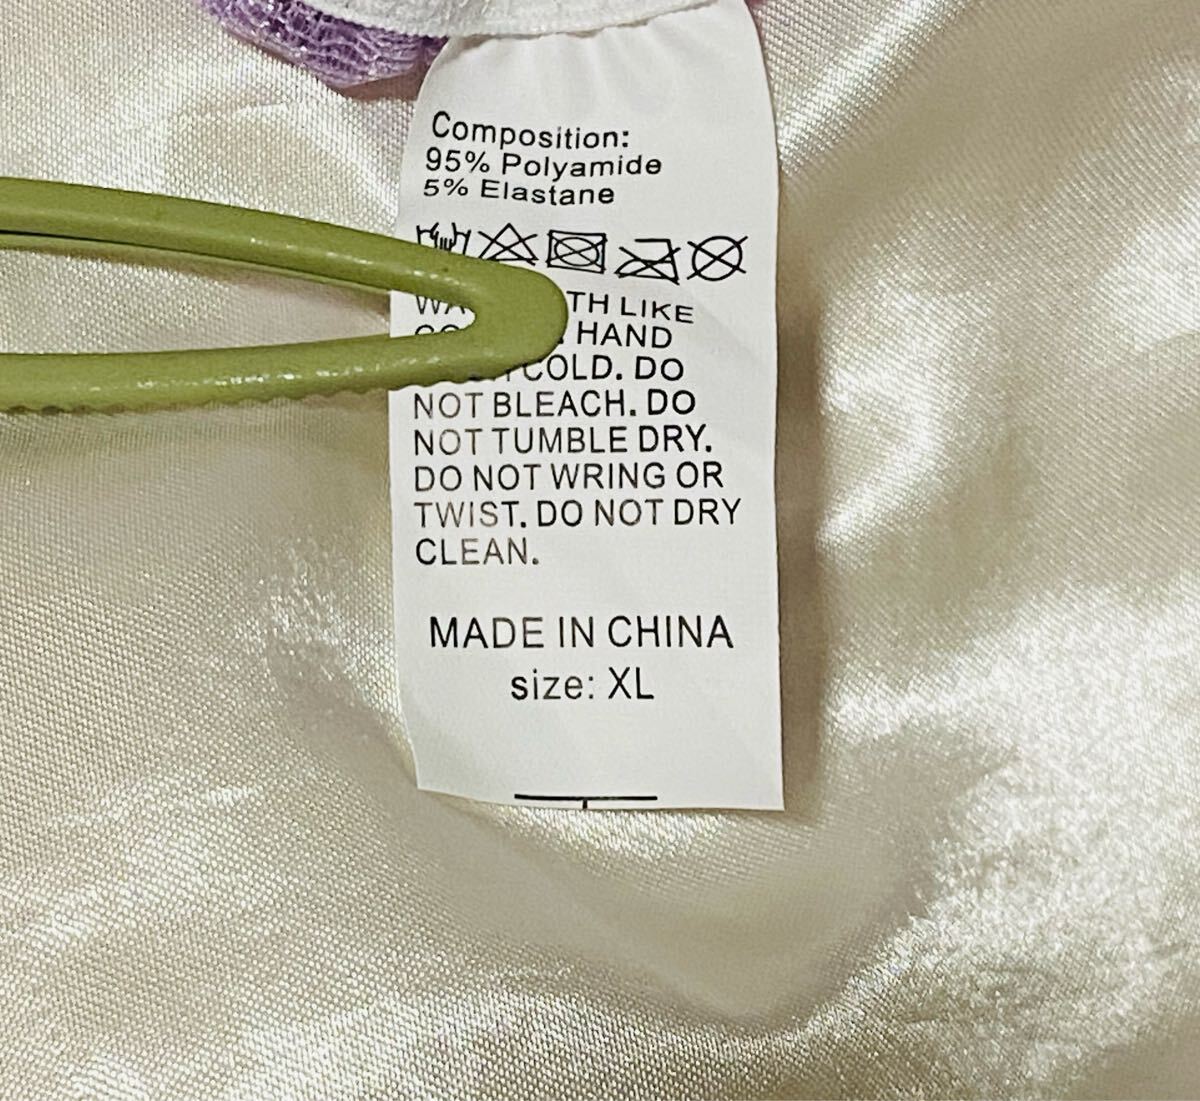 Composition:
95% Polyamide
5% Elastane
TH LIKE
HAND
COLD. DO
NOT BLEACH. DO
NOT TUMBLE DRY.
DO NOT WRING OR
TWIST. DO NOT DRY
CLEAN.
MADE IN CHINA
size: XL